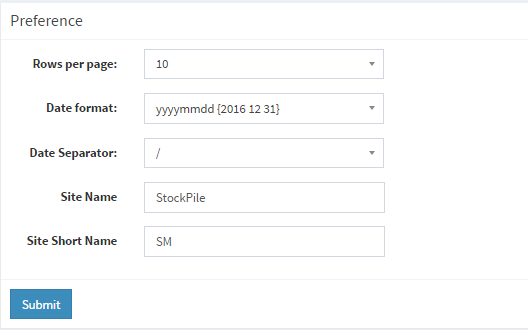 Preference
Rows per page: 10
Date format: yyyymmdd {2016 12 31}
Date Separator: /
Site Name StockPile
Site Short Name SM
Submit